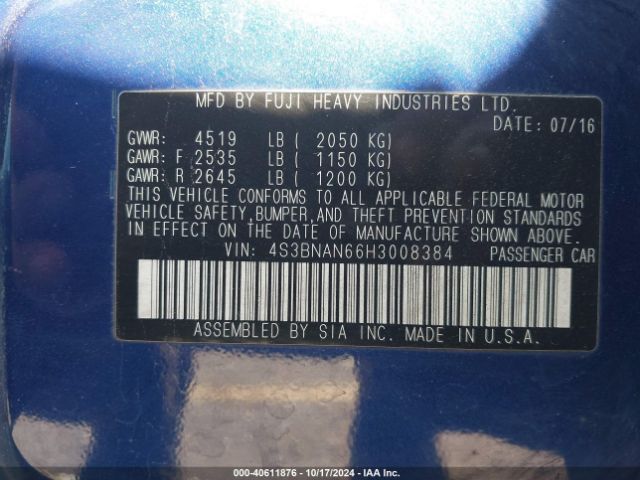 MFD BY FUJI HEAVY INDUSTRIES LTD.
DATE: 07/16
GVWR: 4519 LB ( 2050 KG)
GAWR: F 2535 LB ( 1150 KG)
GAWR: R 2645 LB ( 1200 KG)
THIS VEHICLE CONFORMS TO ALL APPLICABLE FEDERAL MOTOR
VEHICLE SAFETY, BUMPER, AND THEFT PREVENTION STANDARDS
IN EFFECT ON THE DATE OF MANUFACTURE SHOWN ABOVE.
VIN: 4S3BNAN66H3008384 PASSENGER CAR
ASSEMBLED BY SIA INC. MADE IN U.S.A.
000-40611876 - 10/17/2024 - IAA Inc.